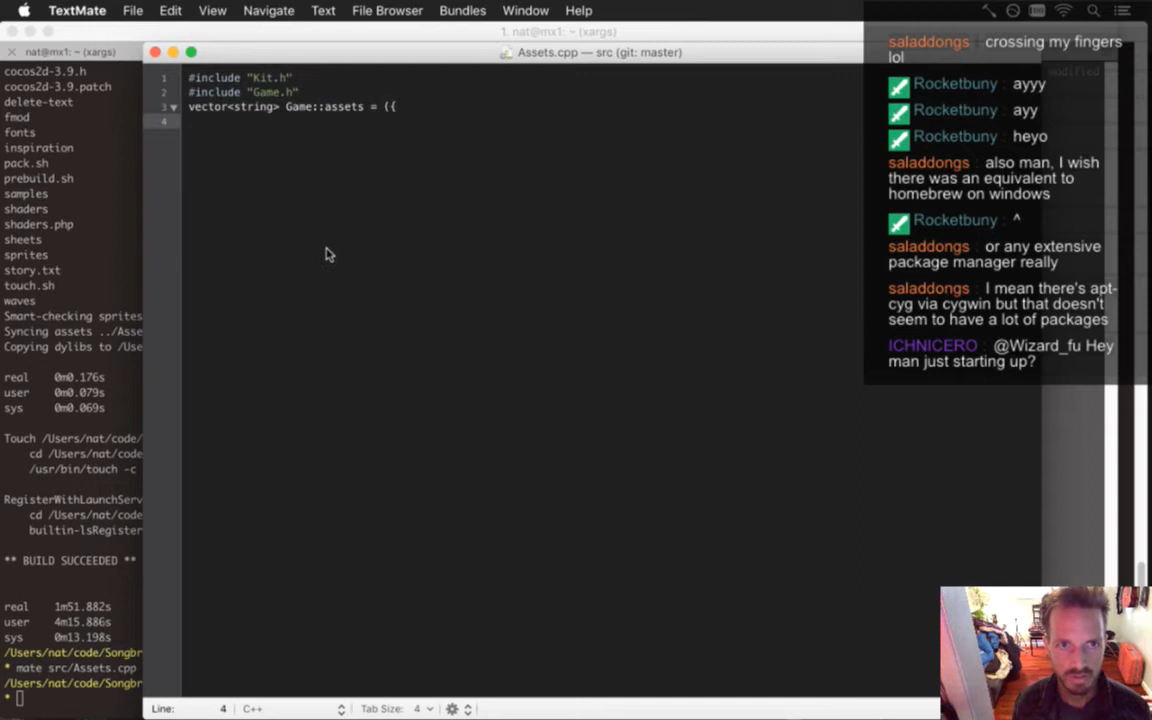 TextMate File Edit View Navigate Text File Browser Bundles Window Help
1. nat@mx1: ~ (xargs)
nat@mx1: ~ (xargs)
Assets.cpp — src (git: master)
cocos2d-3.9.h
cocos2d-3.9.patch
delete-text
fmod
fonts
inspiration
pack.sh
prebuild.sh
samples
shaders
shaders.php
sheets
sprites
story.txt
touch.sh
waves
Smart-checking sprites
Syncing assets ../Asse
Copying dylibs to /Use
real 0m0.176s
user 0m0.079s
sys 0m0.069s
Touch /Users/nat/code/
cd /Users/nat/code
/usr/bin/touch -c
RegisterWithLaunchServ
cd /Users/nat/code
builtin-lsRegister
** BUILD SUCCEEDED **
real 1m51.882s
user 4m15.886s
sys 0m13.198s
/Users/nat/code/Songbr
* mate src/Assets.cpp
/Users/nat/code/Songbr
*
1 #include "Kit.h"
2 #include "Game.h"
3 vector<string> Game::assets = ({
4
Line: 4 C++ Tab Size: 4
modified
saladdongs : crossing my fingers
lol
Rocketbuny : ayyy
Rocketbuny : ayy
Rocketbuny : heyo
saladdongs : also man, I wish
there was an equivalent to
homebrew on windows
Rocketbuny : ^
saladdongs : or any extensive
package manager really
saladdongs : I mean there's apt-
cyg via cygwin but that doesn't
seem to have a lot of packages
ICHNICERO : @Wizard_fu Hey
man just starting up?